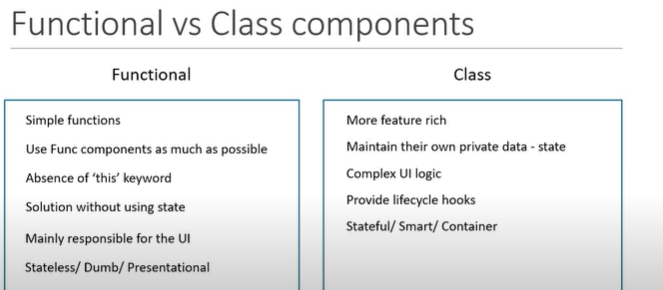 Functional vs Class components
Functional
Simple functions
Use Func components as much as possible
Absence of ‘this’ keyword
Solution without using state
Mainly responsible for the UI
Stateless/ Dumb/ Presentational
Class
More feature rich
Maintain their own private data - state
Complex UI logic
Provide lifecycle hooks
Stateful/ Smart/ Container